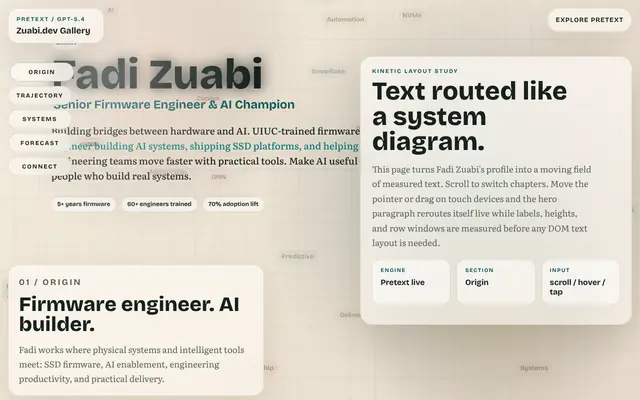 PRETEXT / GPT-5.4
Zuabi.dev Gallery
EXPLORE PRETEXT
AI
Automation
NVMe
Snowflake
ORIGIN
TRAJECTORY
SYSTEMS
FORECAST
CONNECT
Fadi Zuabi
Senior Firmware Engineer & AI Champion
Building bridges between hardware and AI. UIUC-trained firmware
engineer building AI systems, shipping SSD platforms, and helping
engineering teams move faster with practical tools. Make AI useful
people who build real systems.
5+ years firmware
60+ engineers trained
70% adoption lift
KINETIC LAYOUT STUDY
Text routed like
a system
diagram.
This page turns Fadi Zuabi's profile into a moving field
of measured text. Scroll to switch chapters. Move the
pointer or drag on touch devices and the hero
paragraph reroutes itself live while labels, heights,
and row windows are measured before any DOM text
layout is needed.
ENGINE
Pretext live
SECTION
Origin
INPUT
scroll / hover /
tap
Predictive
01 / ORIGIN
Firmware engineer. AI
builder.
Fadi works where physical systems and intelligent tools
meet: SSD firmware, AI enablement, engineering
productivity, and practical delivery.
Systems